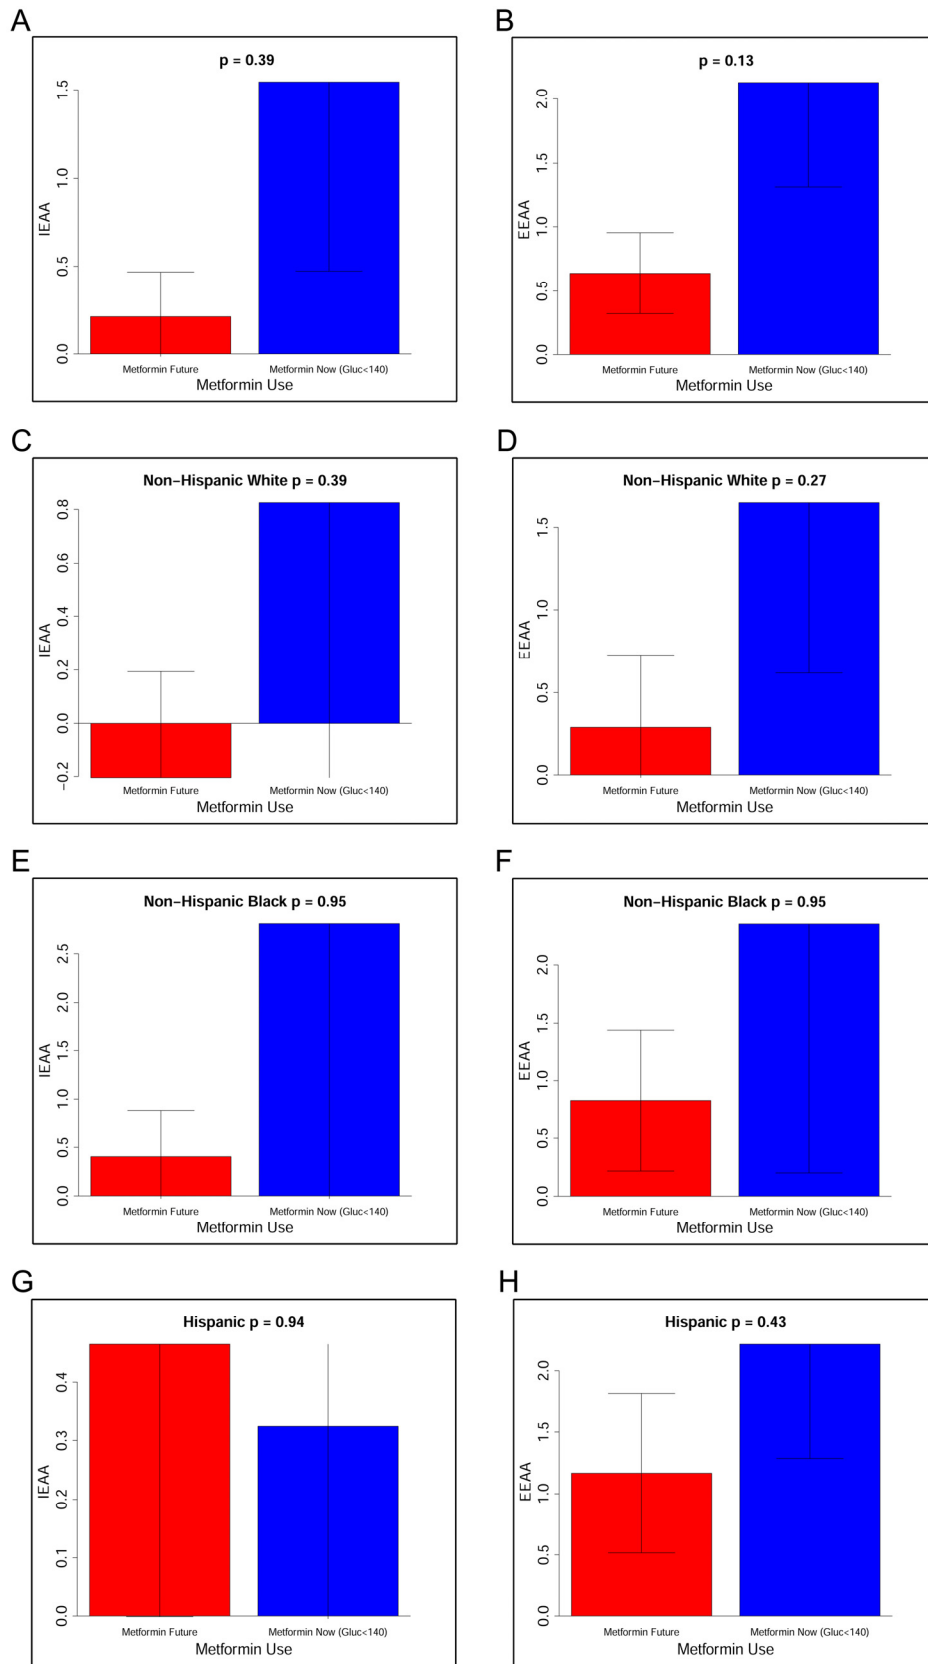 A
p = 0.39
IEAA
1.5
1.0
0.5
0.0
Metformin Future
Metformin Now (Gluc<140)
Metformin Use
B
p = 0.13
EEAA
2.0
1.5
1.0
0.5
0.0
Metformin Future
Metformin Now (Gluc<140)
Metformin Use
C
Non−Hispanic White p = 0.39
IEAA
0.8
0.6
0.4
0.2
0.0
−0.2
Metformin Future
Metformin Now (Gluc<140)
Metformin Use
D
Non−Hispanic White p = 0.27
EEAA
1.5
1.0
0.5
0.0
Metformin Future
Metformin Now (Gluc<140)
Metformin Use
E
Non−Hispanic Black p = 0.95
IEAA
2.5
2.0
1.5
1.0
0.5
0.0
Metformin Future
Metformin Now (Gluc<140)
Metformin Use
F
Non−Hispanic Black p = 0.95
EEAA
2.0
1.5
1.0
0.5
0.0
Metformin Future
Metformin Now (Gluc<140)
Metformin Use
G
Hispanic p = 0.94
IEAA
0.4
0.3
0.2
0.1
0.0
Metformin Future
Metformin Now (Gluc<140)
Metformin Use
H
Hispanic p = 0.43
EEAA
2.0
1.5
1.0
0.5
0.0
Metformin Future
Metformin Now (Gluc<140)
Metformin Use